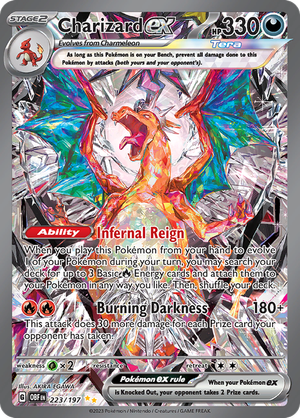 STAGE2 Charizard ex HP330
Evolves from Charmeleon Tera
As long as this Pokémon is on your Bench, prevent all damage done to this
Pokémon by attacks (both yours and your opponent's).
Ability Infernal Reign
When you play this Pokémon from your hand to evolve
1 of your Pokémon during your turn, you may search your
deck for up to 3 Basic Energy cards and attach them to
your Pokémon in any way you like. Then, shuffle your deck.
Burning Darkness 180+
This attack does 30 more damage for each Prize card your
opponent has taken.
weakness ×2 resistance retreat
Illus. AKIRA EGAWA
Pokémon ex rule
When your Pokémon ex
is Knocked Out, your opponent takes 2 Prize cards.
G OBF EN 223/197
©2023 Pokémon / Nintendo / Creatures / GAME FREAK